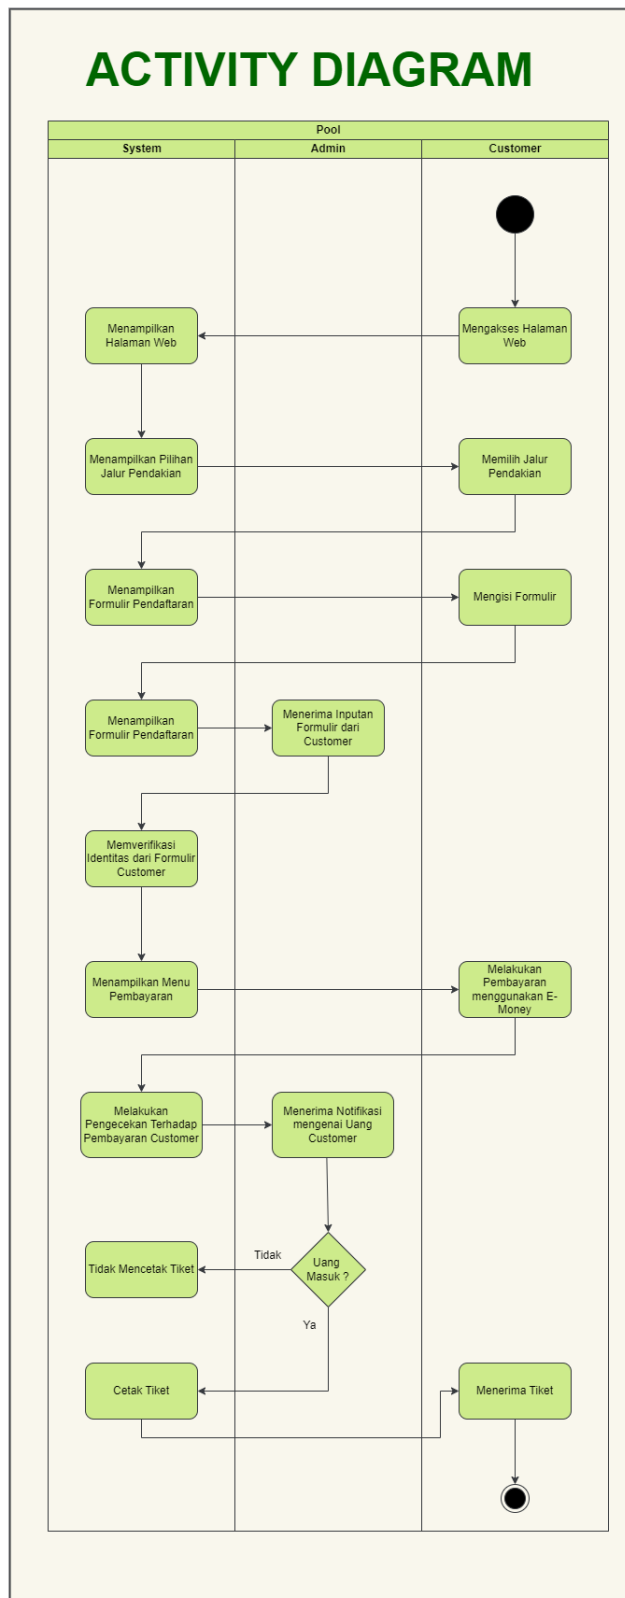 ACTIVITY DIAGRAM
Pool
System
Admin
Customer
Menampilkan
Halaman Web
Mengakses Halaman
Web
Menampilkan Pilihan
Jalur Pendakian
Memilih Jalur
Pendakian
Menampilkan
Formulir Pendaftaran
Mengisi Formulir
Menampilkan
Formulir Pendaftaran
Menerima Inputan
Formulir dari
Customer
Memverifikasi
Identitas dari Formulir
Customer
Menampilkan Menu
Pembayaran
Melakukan
Pembayaran
menggunakan E-
Money
Melakukan
Pengecekan Terhadap
Pembayaran Customer
Menerima Notifikasi
mengenai Uang
Customer
Tidak Mencetak Tiket
Tidak
Uang
Masuk ?
Ya
Cetak Tiket
Menerima Tiket